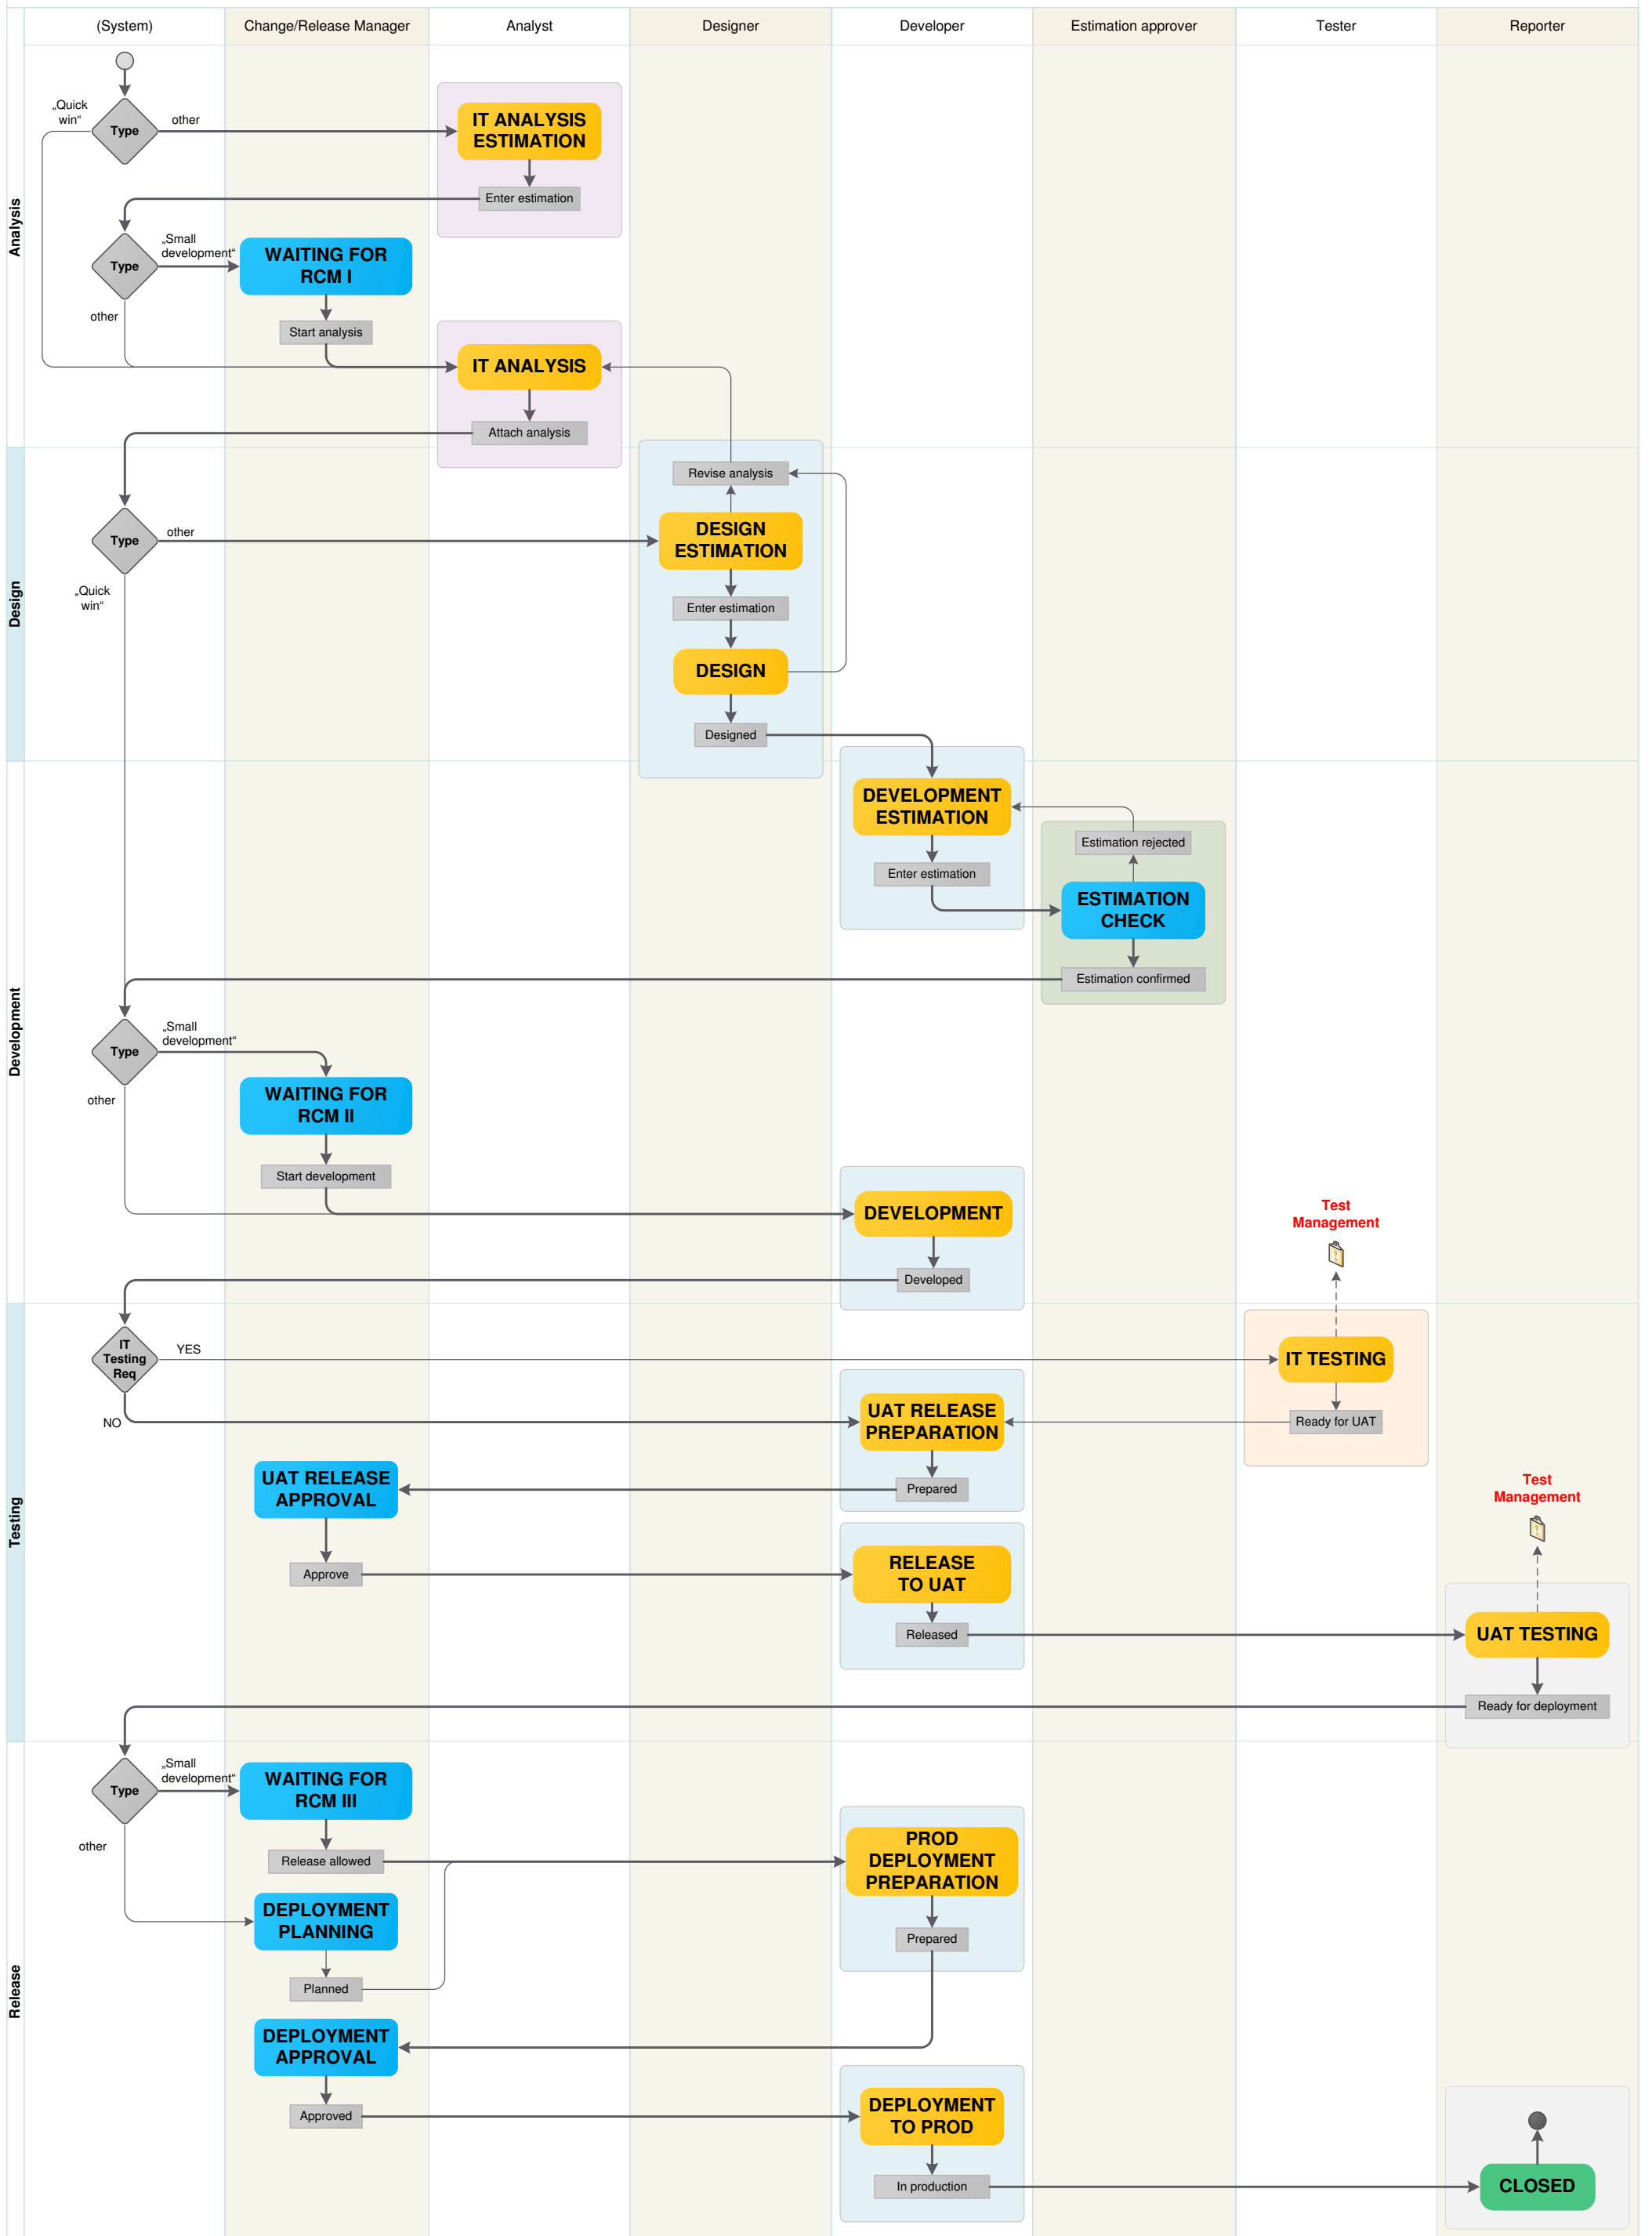 (System)
Change/Release Manager
Analyst
Designer
Developer
Estimation approver
Tester
Reporter
Analysis
„Quick
win“
Type
other
IT ANALYSIS
ESTIMATION
Enter estimation
Type
„Small
development“
WAITING FOR
RCM I
other
Start analysis
IT ANALYSIS
Attach analysis
Design
Revise analysis
Type
other
DESIGN
ESTIMATION
„Quick
win“
Enter estimation
DESIGN
Designed
Development
DEVELOPMENT
ESTIMATION
Estimation rejected
Enter estimation
ESTIMATION
CHECK
Estimation confirmed
Type
„Small
development“
other
WAITING FOR
RCM II
Start development
DEVELOPMENT
Developed
Test
Management
Testing
IT
Testing
Req
YES
IT TESTING
NO
UAT RELEASE
PREPARATION
Ready for UAT
UAT RELEASE
APPROVAL
Prepared
Test
Management
Approve
RELEASE
TO UAT
Released
UAT TESTING
Ready for deployment
Release
Type
„Small
development“
WAITING FOR
RCM III
other
Release allowed
PROD
DEPLOYMENT
PREPARATION
DEPLOYMENT
PLANNING
Prepared
Planned
DEPLOYMENT
APPROVAL
Approved
DEPLOYMENT
TO PROD
In production
CLOSED